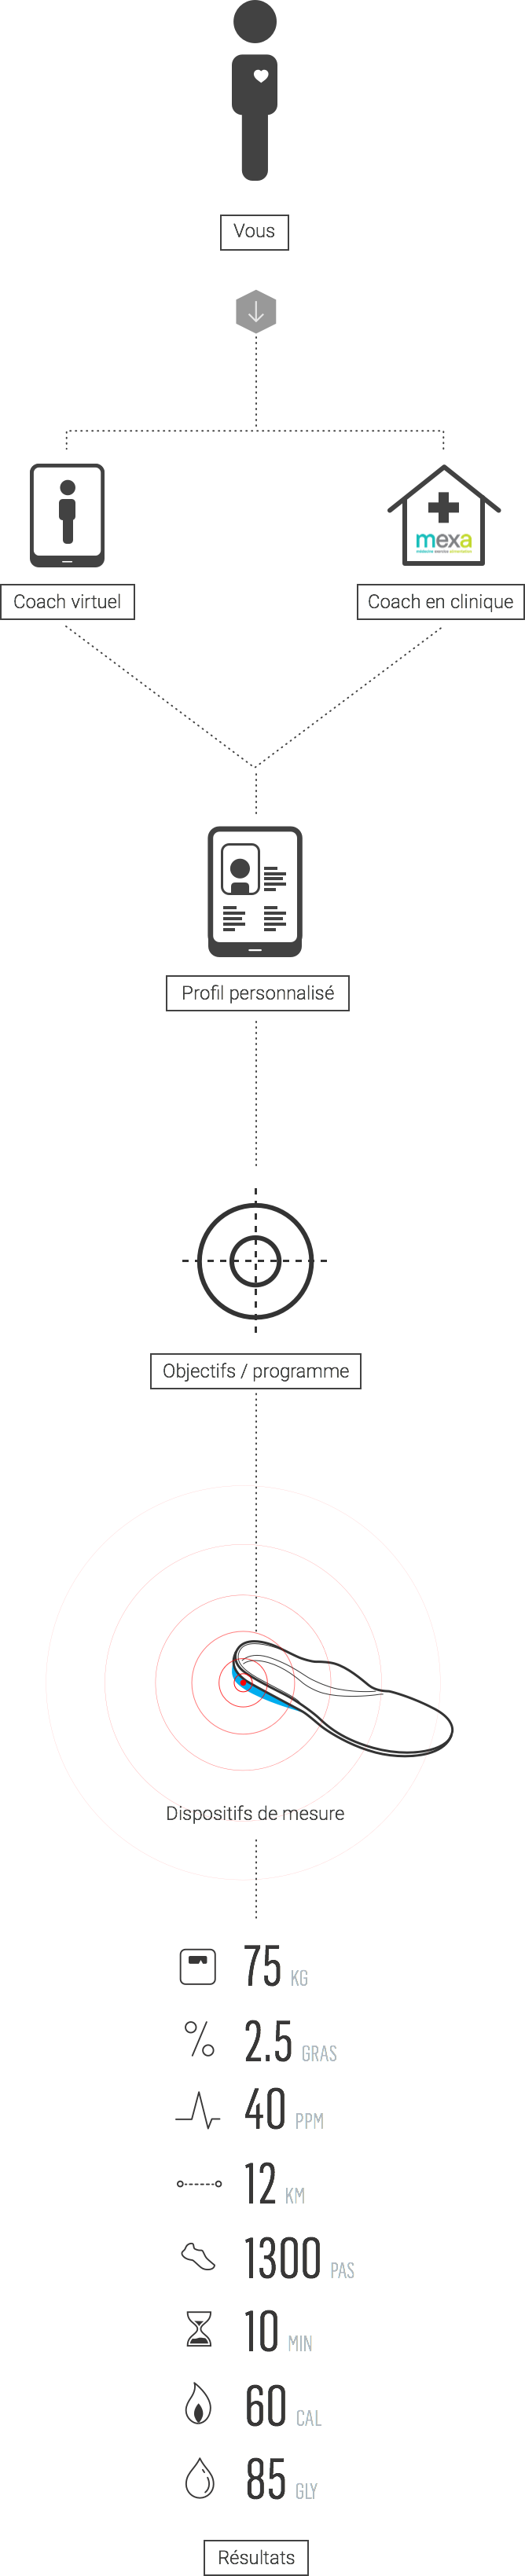 Vous
mexa
Coach virtuel
Coach en clinique
Profil personnalisé
Objectifs / programme
Dispositifs de mesure
75 KG
2.5 GRAS
40 PPM
12 KM
1300 PAS
10 MIN
60 CAL
85 GLY
Résultats